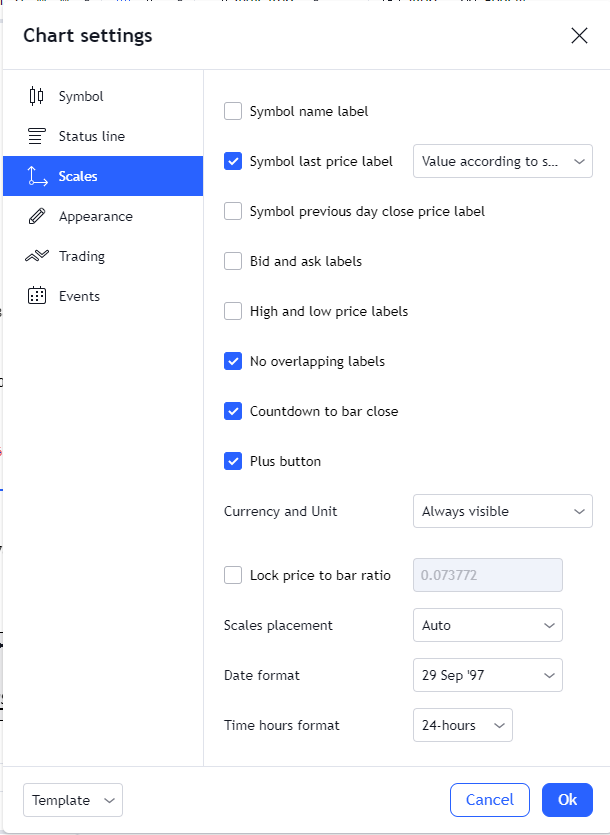 Chart settings
Symbol
Status line
Scales
Appearance
Trading
Events
Symbol name label
Symbol last price label
Value according to s...
Symbol previous day close price label
Bid and ask labels
High and low price labels
No overlapping labels
Countdown to bar close
Plus button
Currency and Unit
Always visible
Lock price to bar ratio
0.073772
Scales placement
Auto
Date format
29 Sep '97
Time hours format
24-hours
Template
Cancel
Ok